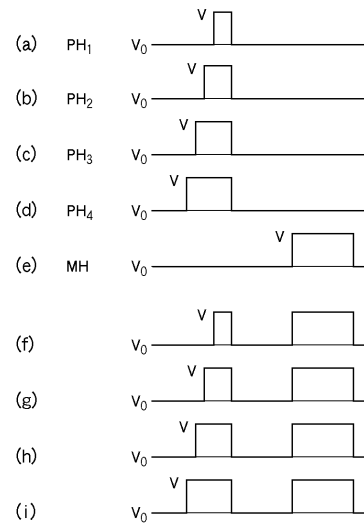 (a) PH₁ V₀ V
(b) PH₂ V₀ V
(c) PH₃ V₀ V
(d) PH₄ V₀ V
(e) MH V₀ V
(f) V₀ V
(g) V₀ V
(h) V₀ V
(i) V₀ V